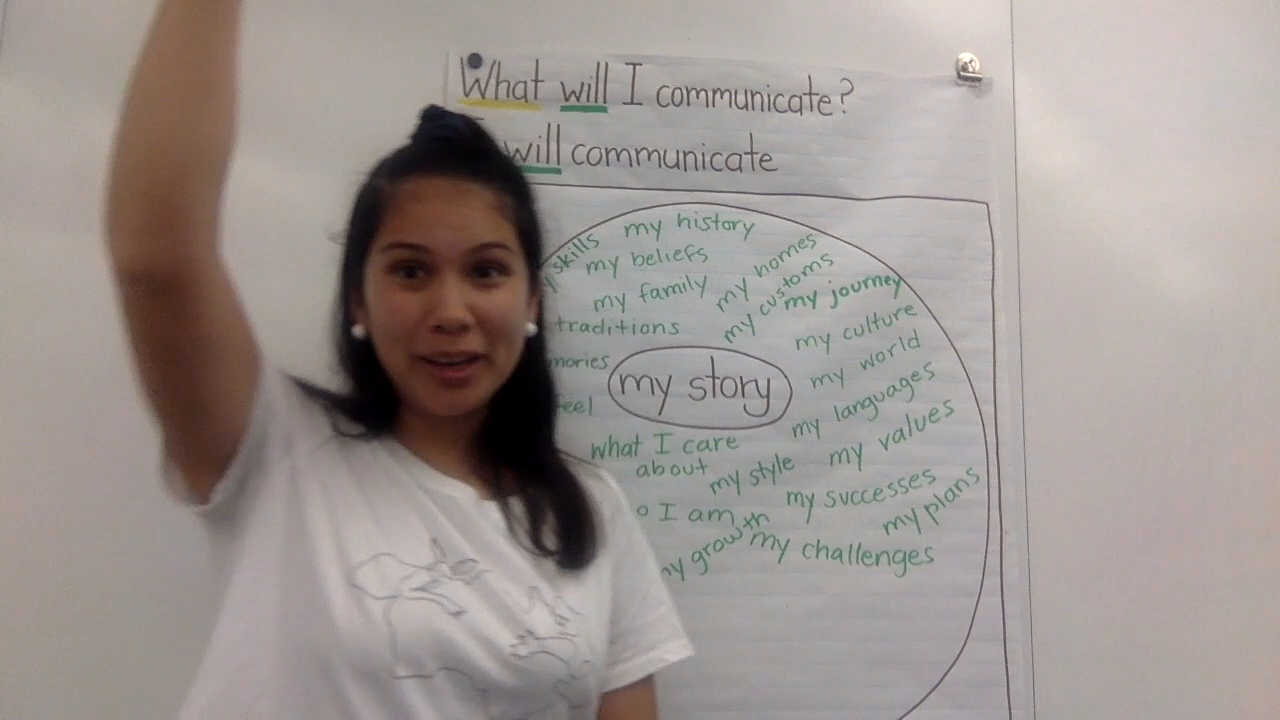 What will I communicate?
will communicate
my history
skills
my beliefs
my homes
my family
my customs
my journey
traditions
my culture
my world
my story
my languages
feel
what I care
about
my values
my style
my successes
I am
my plans
my growth
my challenges